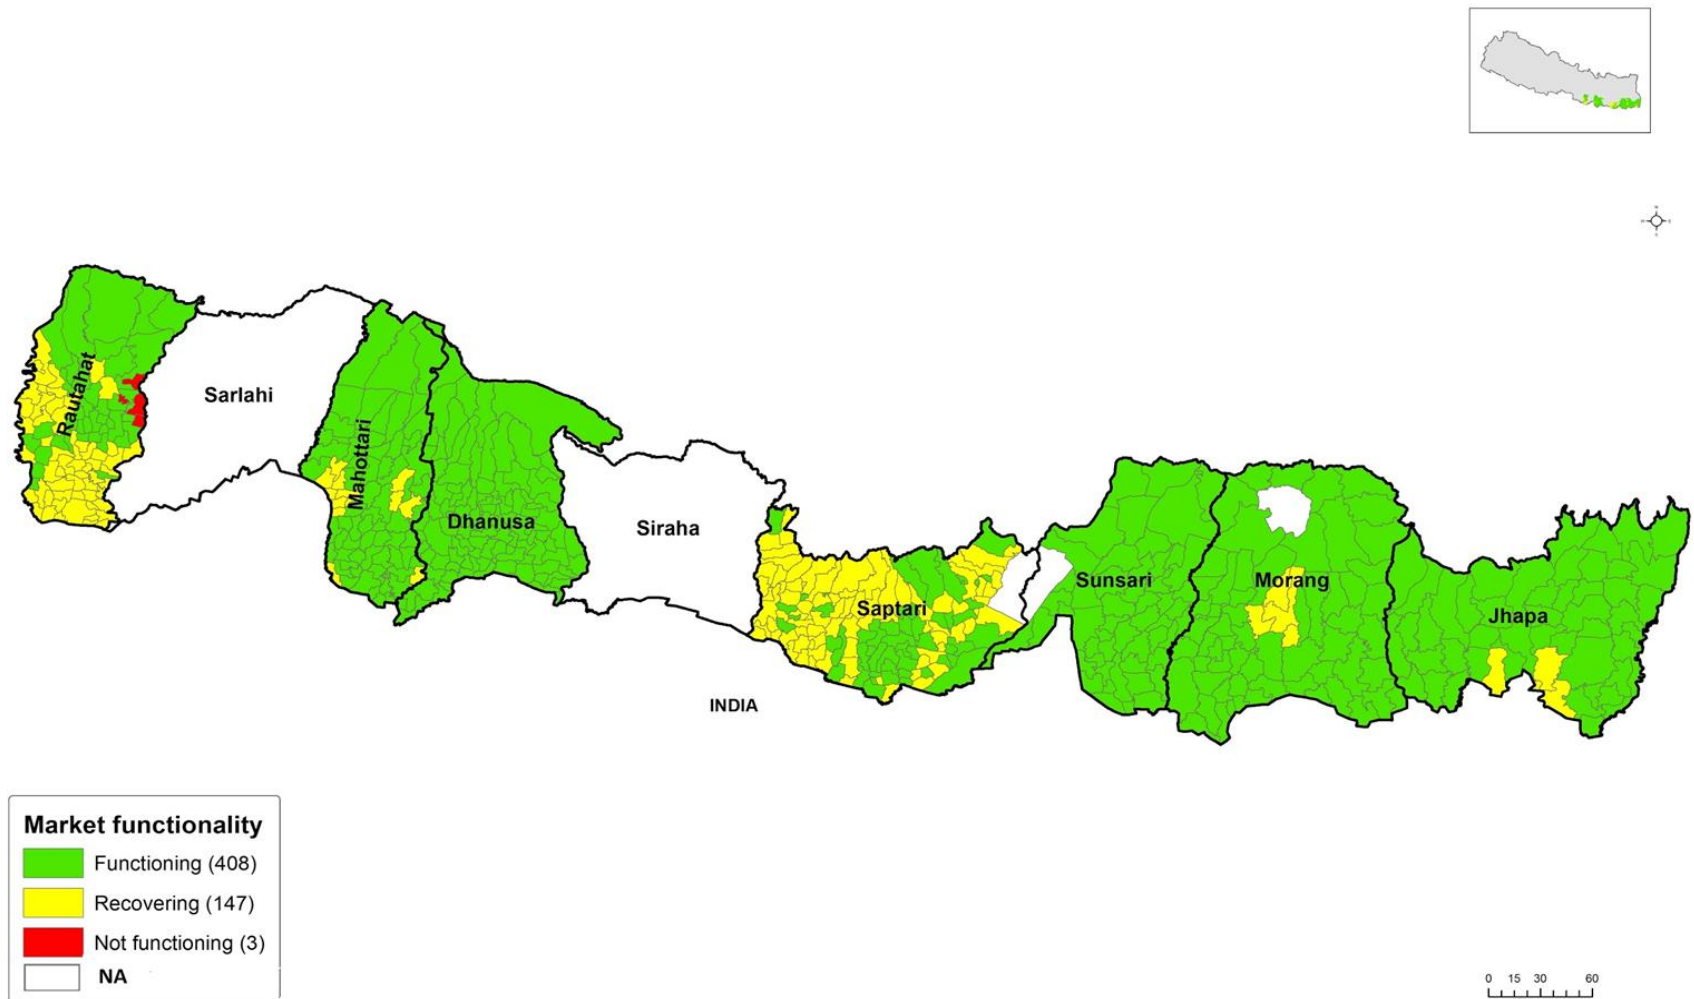 Sarlahi
Rautahat
Mahottari
Dhanusa
Siraha
Saptari
Sunsari
Morang
Jhapa
INDIA
Market functionality
Functioning (408)
Recovering (147)
Not functioning (3)
NA
0 15 30 60